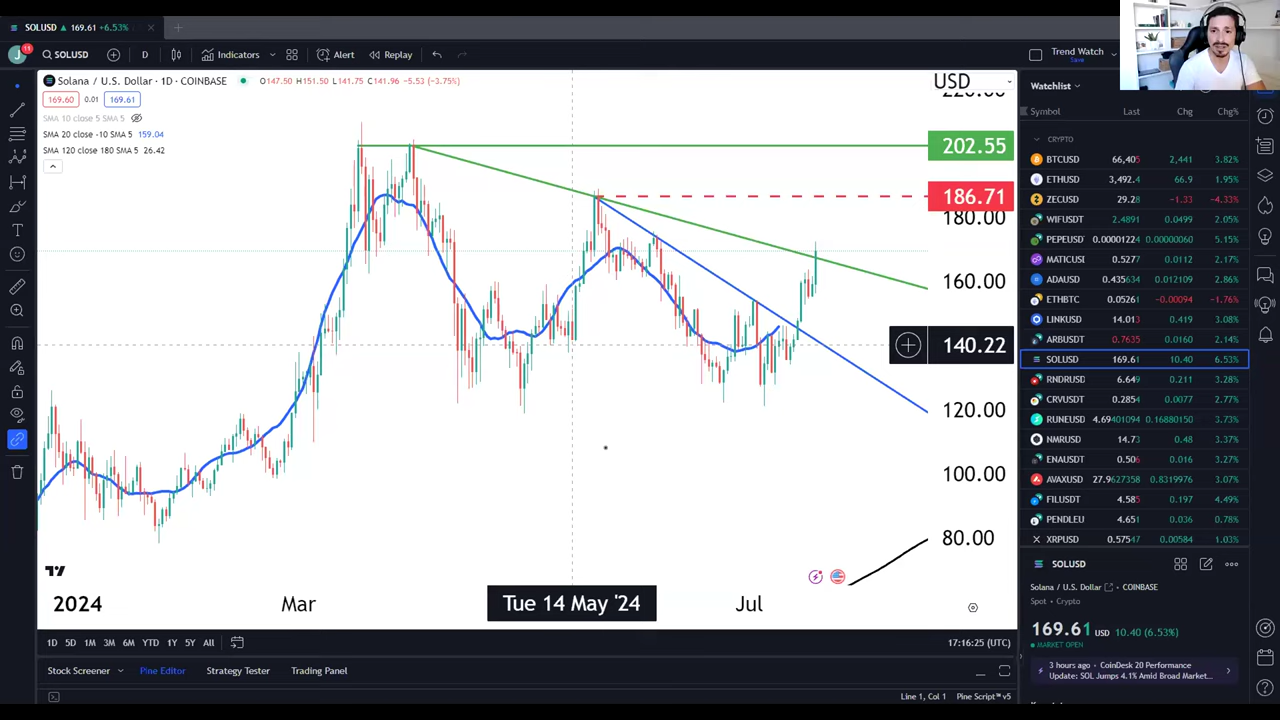 SOLUSD ▲ 169.61 +6.53%
J 11 SOLUSD D Indicators Alert Replay Trend Watch
Save
Solana / U.S. Dollar · 1D · COINBASE O147.50 H151.50 L141.75 C141.96 -5.53 (-3.75%)
169.60 0.01 169.61
SMA 10 close 5 SMA 5
SMA 20 close -10 SMA 5 159.04
SMA 120 close 180 SMA 5 26.42
USD
220.00
202.55
186.71
180.00
160.00
140.22
120.00
100.00
80.00
2024 Mar Tue 14 May '24 Jul
1D 5D 1M 3M 6M YTD 1Y 5Y All 17:16:25 (UTC)
Stock Screener Pine Editor Strategy Tester Trading Panel
Line 1, Col 1 Pine Script™ v5
Watchlist
Symbol Last Chg Chg%
CRYPTO
BTCUSD 66,405 2,441 3.82%
ETHUSD 3,492.4 66.9 1.95%
ZECUSD 29.28 -1.33 -4.33%
WIFUSDT 2.4891 0.0499 2.05%
PEPEUSD 0.00001224 0.00000060 5.15%
MATICUSI 0.5277 0.0112 2.17%
ADAUSD 0.435634 0.012109 2.86%
ETHBTC 0.05261 -0.00094 -1.76%
LINKUSD 14.013 0.419 3.08%
ARBUSDT 0.7635 0.0160 2.14%
SOLUSD 169.61 10.40 6.53%
RNDRUSD 6.649 0.211 3.28%
CRVUSDT 0.2854 0.0077 2.77%
RUNEUSD 4.69401094 0.16880150 3.73%
NMRUSD 14.73 0.48 3.37%
ENAUSDT 0.506 0.016 3.27%
AVAXUSD 27.9627358 0.8319976 3.07%
FILUSDT 4.585 0.197 4.49%
PENDLEU 4.651 0.036 0.78%
XRPUSD 0.57547 0.00584 1.03%
SOLUSD
Solana / U.S. Dollar COINBASE
Spot • Crypto
169.61 USD 10.40 (6.53%)
MARKET OPEN
3 hours ago • CoinDesk 20 Performance
Update: SOL Jumps 4.1% Amid Broad Market...